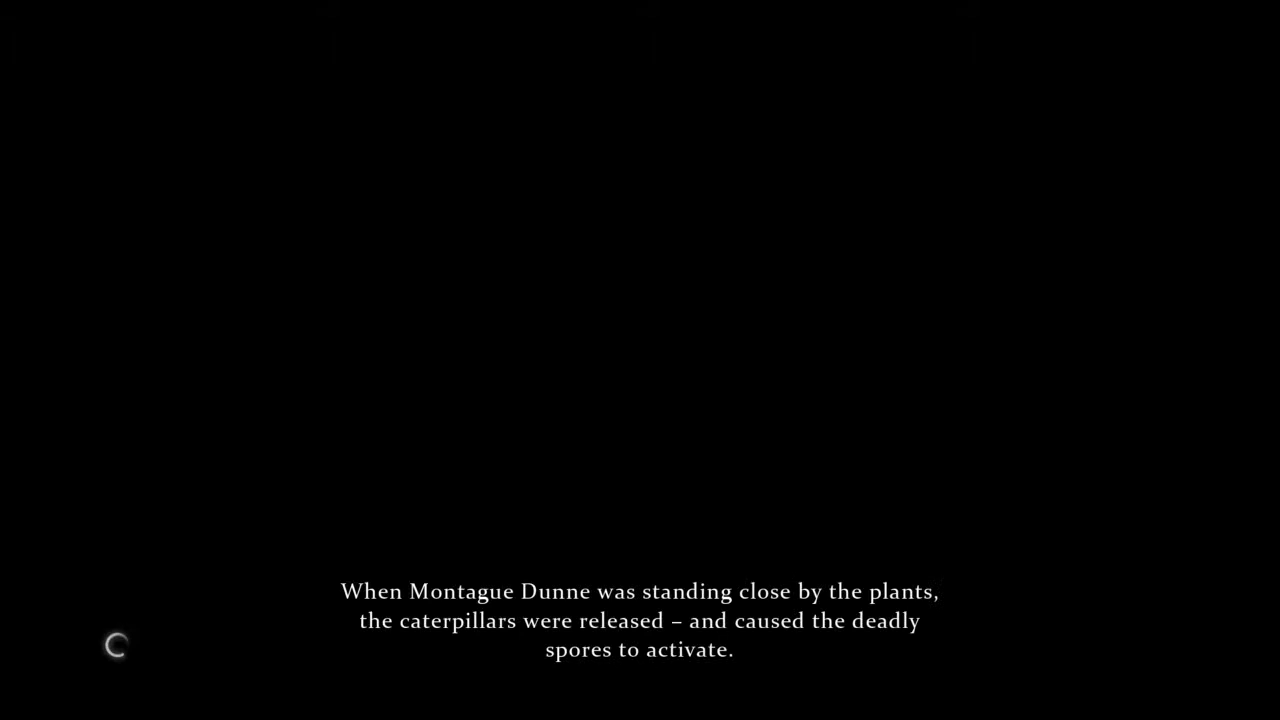 When Montague Dunne was standing close by the plants,
the caterpillars were released – and caused the deadly
spores to activate.